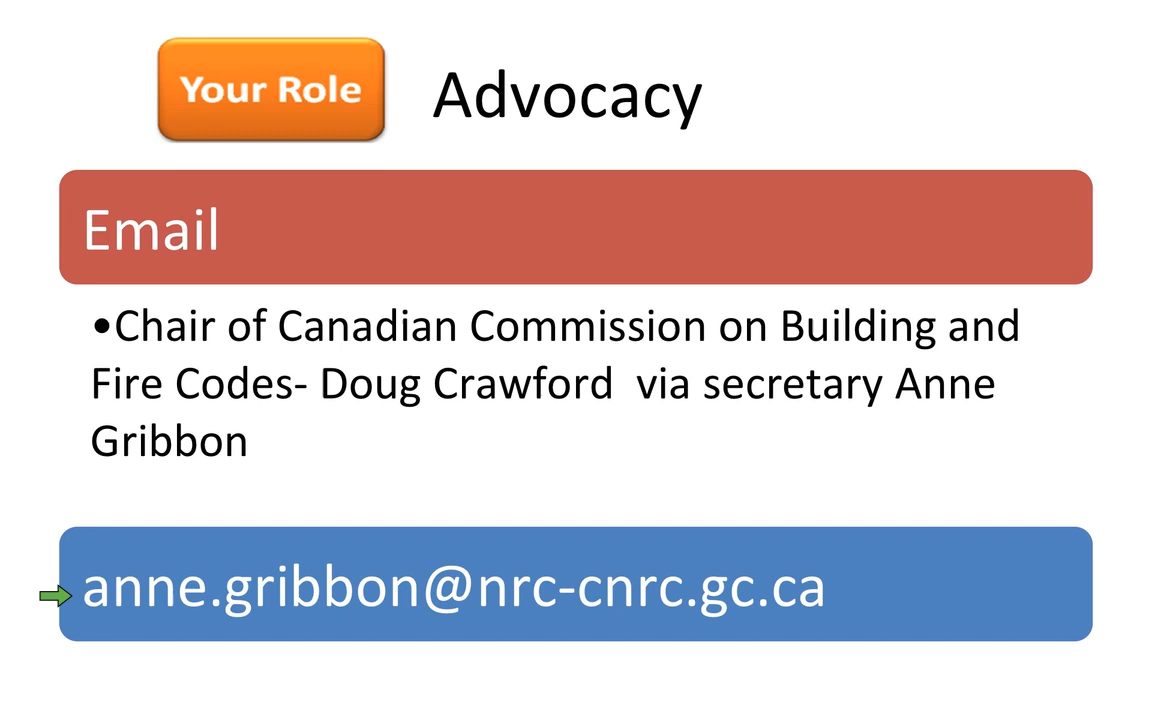 Your Role
Advocacy
Email
•Chair of Canadian Commission on Building and
Fire Codes- Doug Crawford  via secretary Anne
Gribbon
anne.gribbon@nrc-cnrc.gc.ca